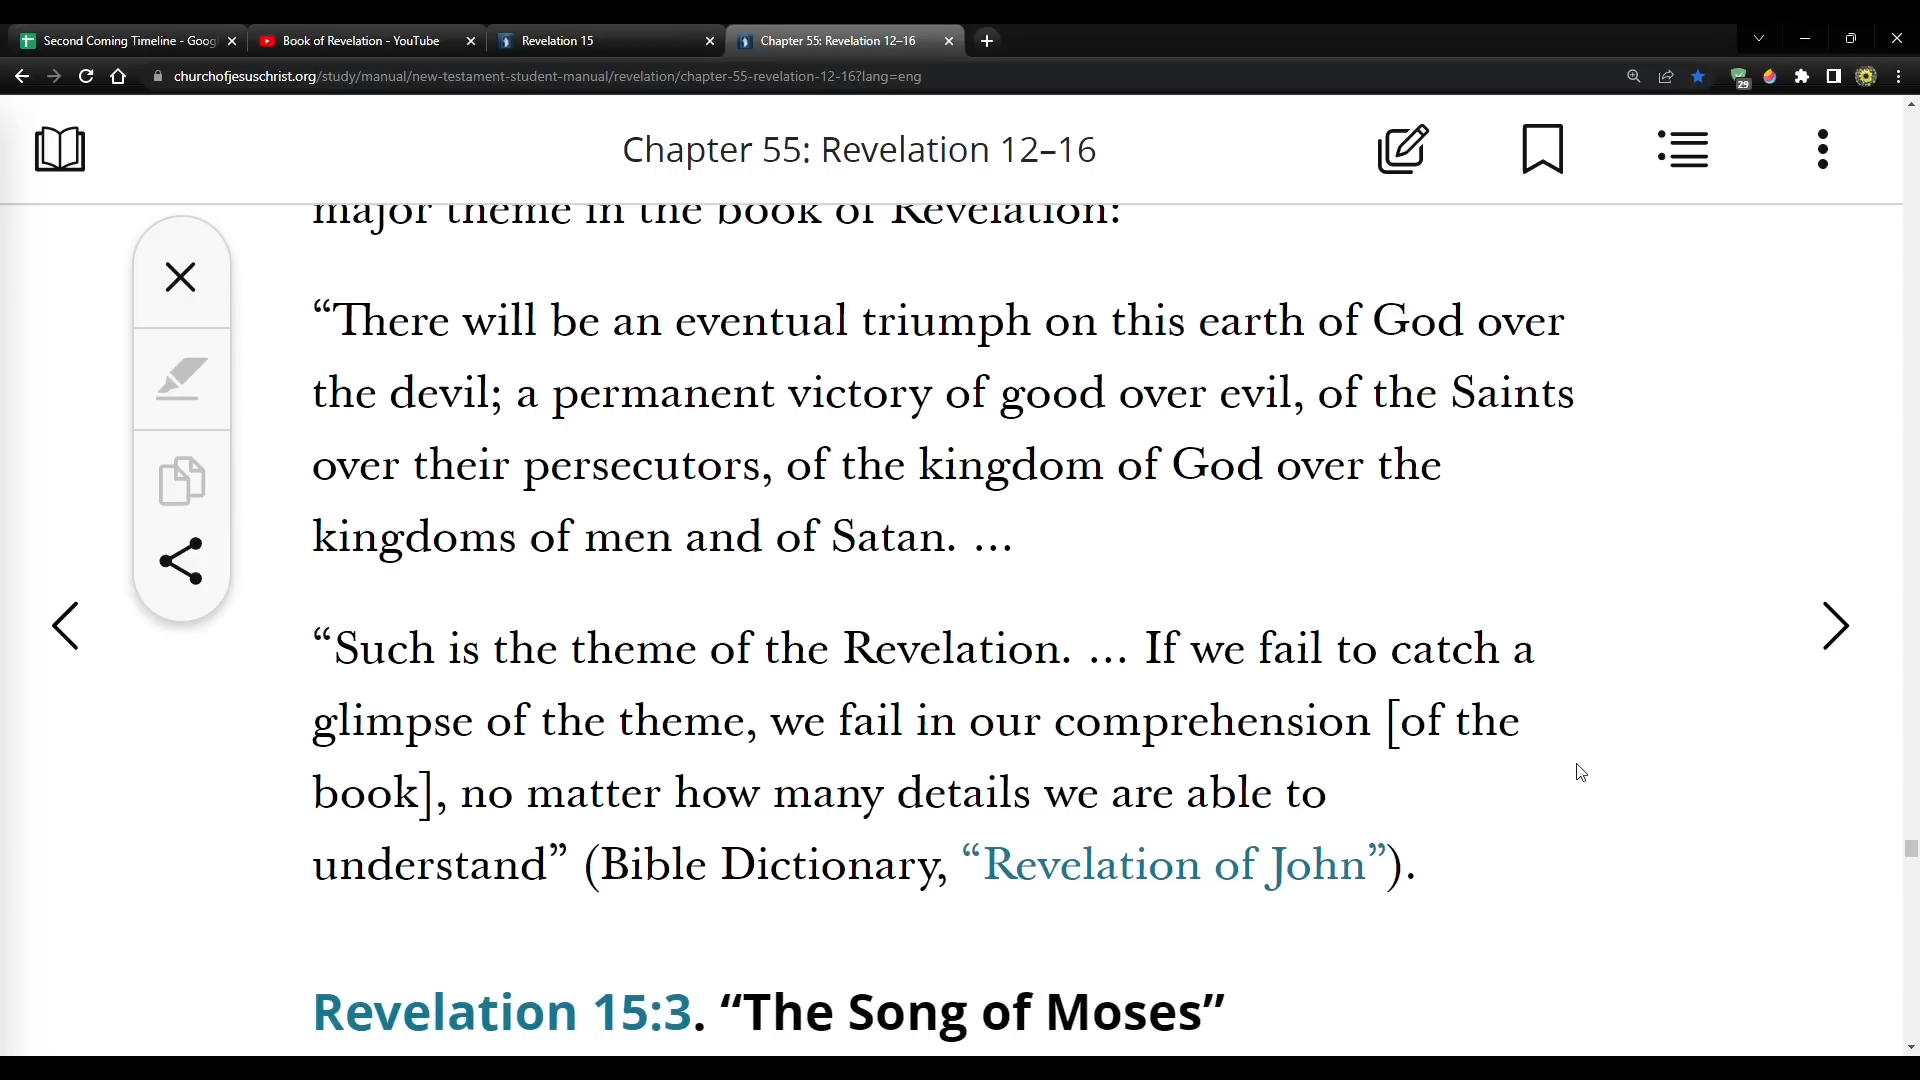 Second Coming Timeline - Goog
Book of Revelation - YouTube
Revelation 15
Chapter 55: Revelation 12–16
churchofjesuschrist.org/study/manual/new-testament-student-manual/revelation/chapter-55-revelation-12-16?lang=eng
29
Chapter 55: Revelation 12–16
major theme in the book of Revelation:
“There will be an eventual triumph on this earth of God over
the devil; a permanent victory of good over evil, of the Saints
over their persecutors, of the kingdom of God over the
kingdoms of men and of Satan. …
“Such is the theme of the Revelation. … If we fail to catch a
glimpse of the theme, we fail in our comprehension [of the
book], no matter how many details we are able to
understand” (Bible Dictionary, “Revelation of John”).
Revelation 15:3. “The Song of Moses”